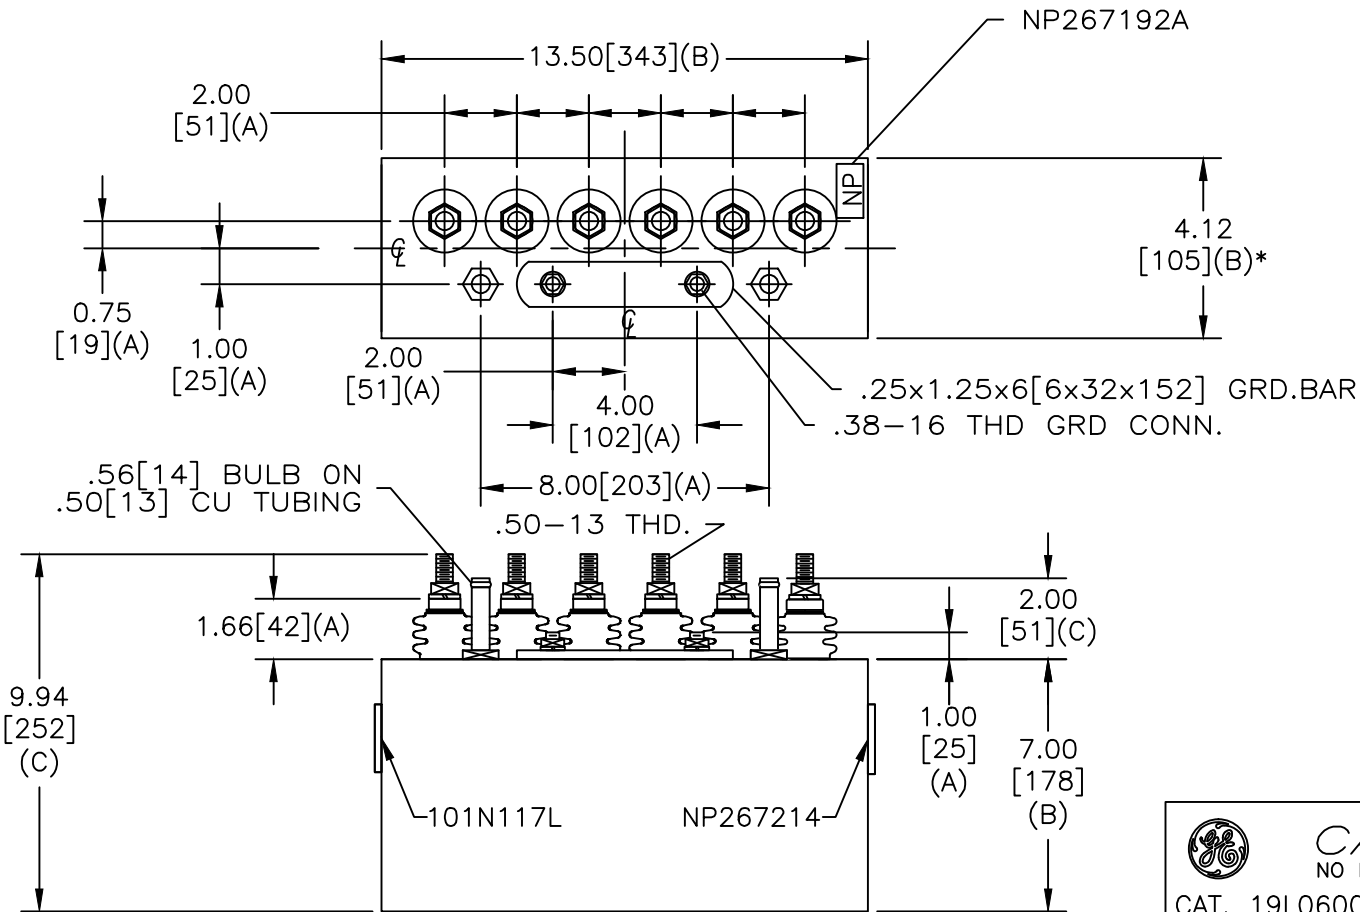 NP267192A
13.50[343](B)
2.00
[51](A)
NP
4.12
[105](B)*
℄
0.75
[19](A)
1.00
[25](A)
℄
2.00
[51](A)
4.00
[102](A)
.25x1.25x6[6x32x152] GRD.BAR
.38-16 THD GRD CONN.
.56[14] BULB ON
.50[13] CU TUBING
8.00[203](A)
.50-13 THD.
1.66[42](A)
2.00
[51](C)
9.94
[252]
(C)
1.00
[25]
(A)
7.00
[178]
(B)
101N117L
NP267214
GE
NO
CAT. 19L0600